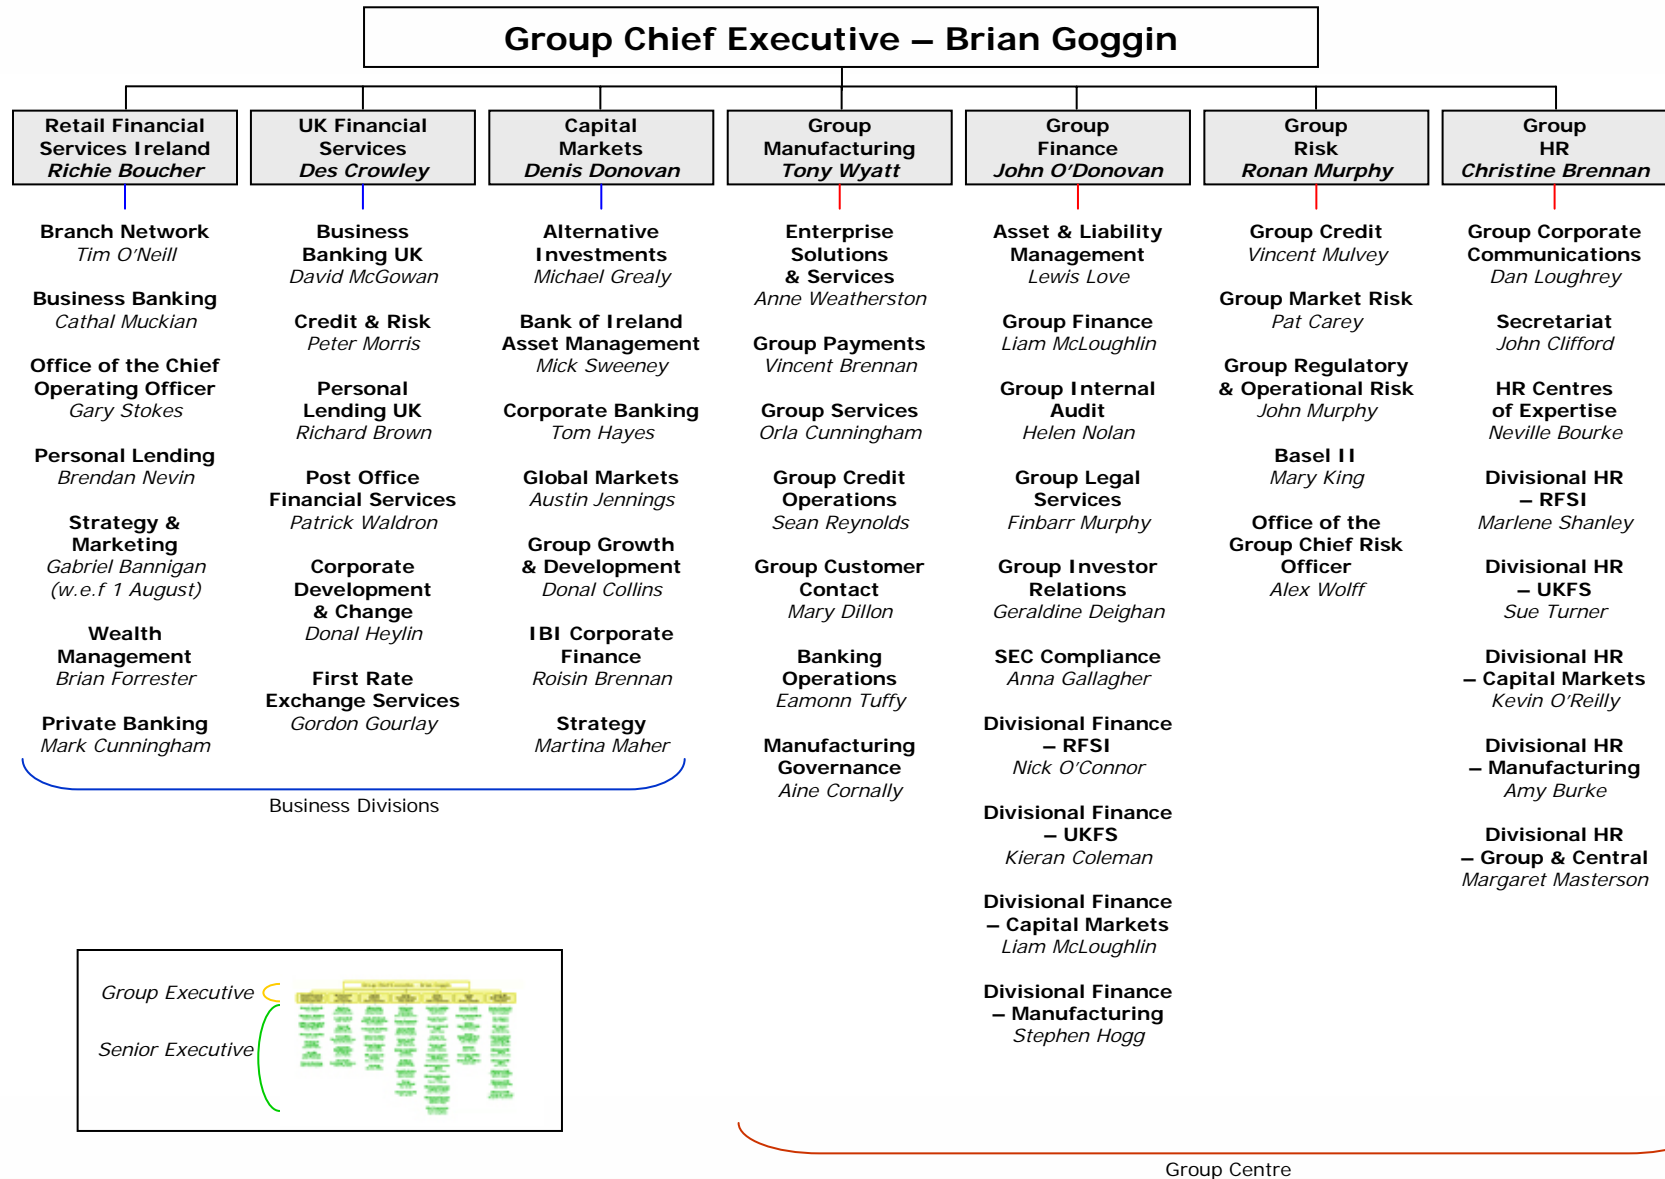 Group Chief Executive – Brian Goggin
Retail Financial
Services Ireland
Richie Boucher
Branch Network
Tim O'Neill
Business Banking
Cathal Muckian
Office of the Chief
Operating Officer
Gary Stokes
Personal Lending
Brendan Nevin
Strategy &
Marketing
Gabriel Bannigan
(w.e.f 1 August)
Wealth
Management
Brian Forrester
Private Banking
Mark Cunningham
UK Financial
Services
Des Crowley
Business
Banking UK
David McGowan
Credit & Risk
Peter Morris
Personal
Lending UK
Richard Brown
Post Office
Financial Services
Patrick Waldron
Corporate
Development
& Change
Donal Heylin
First Rate
Exchange Services
Gordon Gourlay
Capital
Markets
Denis Donovan
Alternative
Investments
Michael Grealy
Bank of Ireland
Asset Management
Mick Sweeney
Corporate Banking
Tom Hayes
Global Markets
Austin Jennings
Group Growth
& Development
Donal Collins
IBI Corporate
Finance
Roisin Brennan
Strategy
Martina Maher
Business Divisions
Group
Manufacturing
Tony Wyatt
Enterprise
Solutions
& Services
Anne Weatherston
Group Payments
Vincent Brennan
Group Services
Orla Cunningham
Group Credit
Operations
Sean Reynolds
Group Customer
Contact
Mary Dillon
Banking
Operations
Eamonn Tuffy
Manufacturing
Governance
Aine Cornally
Group
Finance
John O'Donovan
Asset & Liability
Management
Lewis Love
Group Finance
Liam McLoughlin
Group Internal
Audit
Helen Nolan
Group Legal
Services
Finbarr Murphy
Group Investor
Relations
Geraldine Deighan
SEC Compliance
Anna Gallagher
Divisional Finance
– RFSI
Nick O'Connor
Divisional Finance
– UKFS
Kieran Coleman
Divisional Finance
– Capital Markets
Liam McLoughlin
Divisional Finance
– Manufacturing
Stephen Hogg
Group
Risk
Ronan Murphy
Group Credit
Vincent Mulvey
Group Market Risk
Pat Carey
Group Regulatory
& Operational Risk
John Murphy
Basel II
Mary King
Office of the
Group Chief Risk
Officer
Alex Wolff
Group
HR
Christine Brennan
Group Corporate
Communications
Dan Loughrey
Secretariat
John Clifford
HR Centres
of Expertise
Neville Bourke
Divisional HR
– RFSI
Marlene Shanley
Divisional HR
– UKFS
Sue Turner
Divisional HR
– Capital Markets
Kevin O'Reilly
Divisional HR
– Manufacturing
Amy Burke
Divisional HR
– Group & Central
Margaret Masterson
Group Executive
Senior Executive
Group Centre